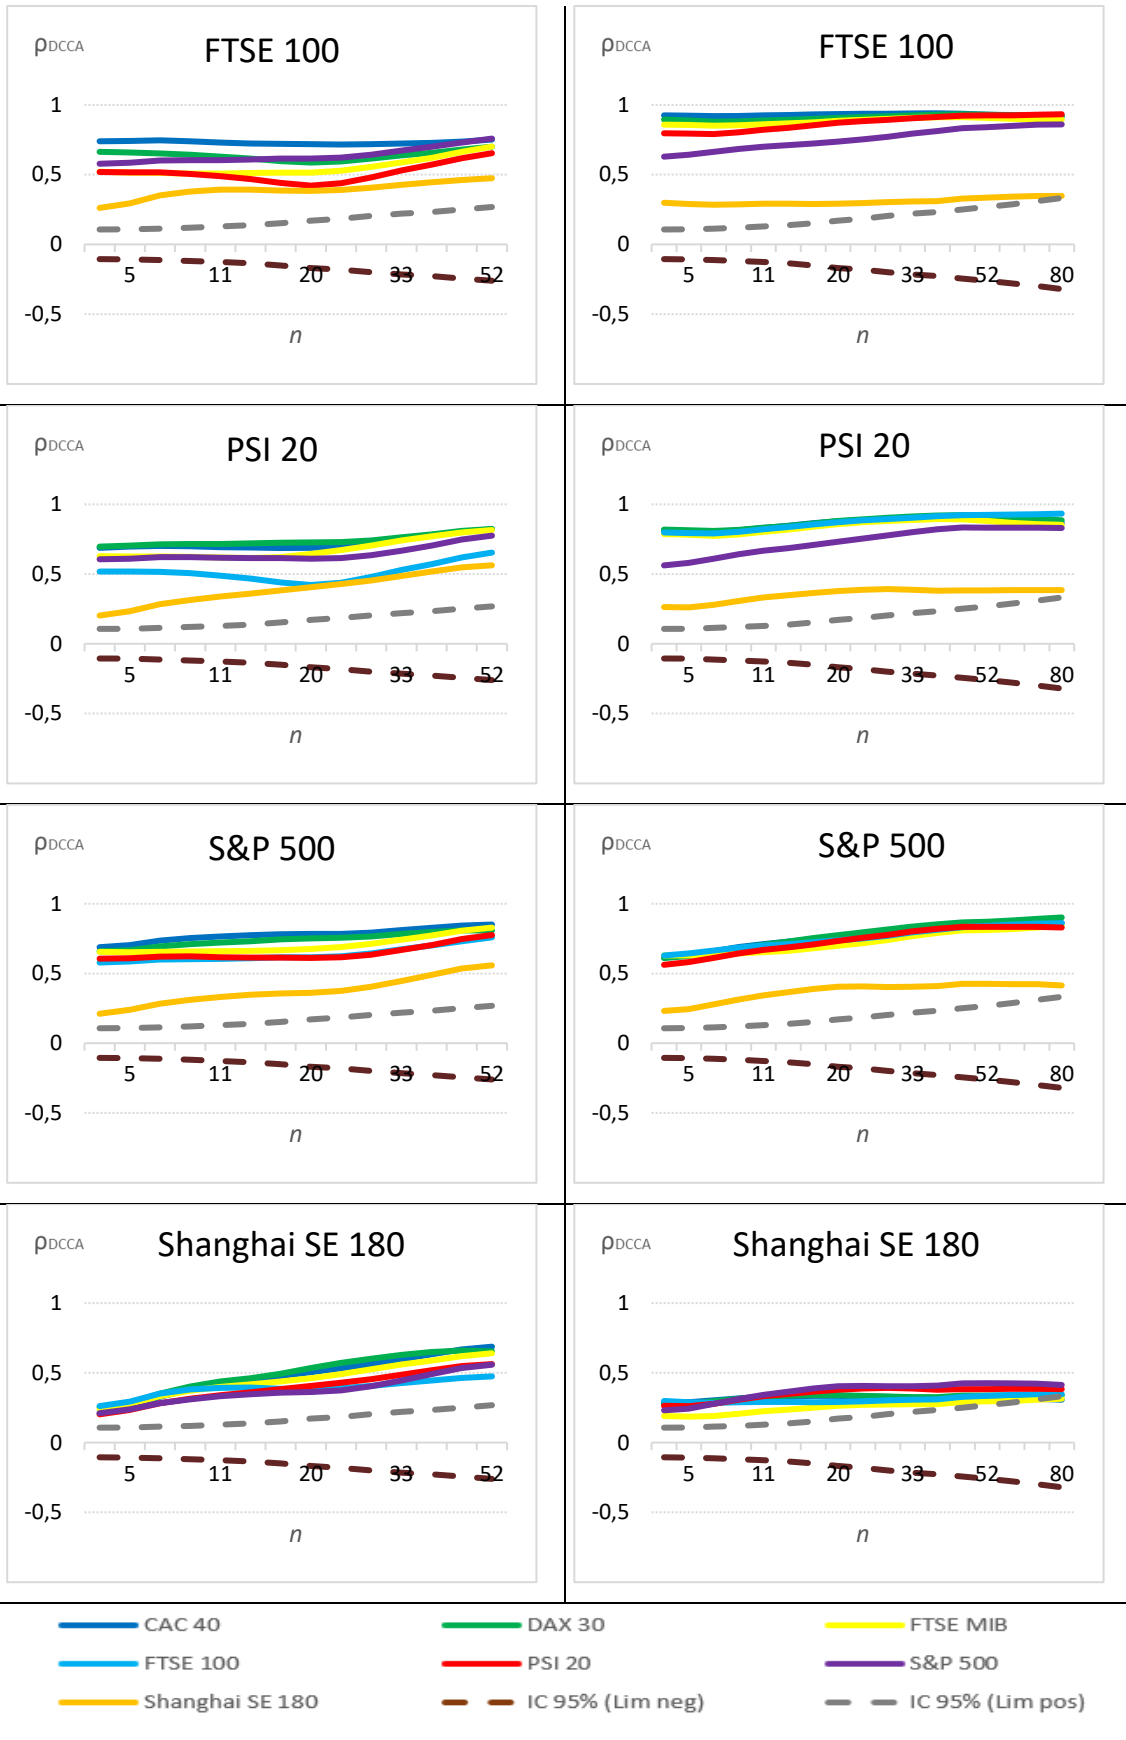 ρDCCA
FTSE 100
1
0,5
0
5 11 20 33 52
-0,5
n
ρDCCA
FTSE 100
1
0,5
0
5 11 20 33 52 80
-0,5
n
ρDCCA
PSI 20
1
0,5
0
5 11 20 33 52
-0,5
n
ρDCCA
PSI 20
1
0,5
0
5 11 20 33 52 80
-0,5
n
ρDCCA
S&P 500
1
0,5
0
5 11 20 33 52
-0,5
n
ρDCCA
S&P 500
1
0,5
0
5 11 20 33 52 80
-0,5
n
ρDCCA
Shanghai SE 180
1
0,5
0
5 11 20 33 52
-0,5
n
ρDCCA
Shanghai SE 180
1
0,5
0
5 11 20 33 52 80
-0,5
n
CAC 40 DAX 30 FTSE MIB
FTSE 100 PSI 20 S&P 500
Shanghai SE 180 IC 95% (Lim neg) IC 95% (Lim pos)